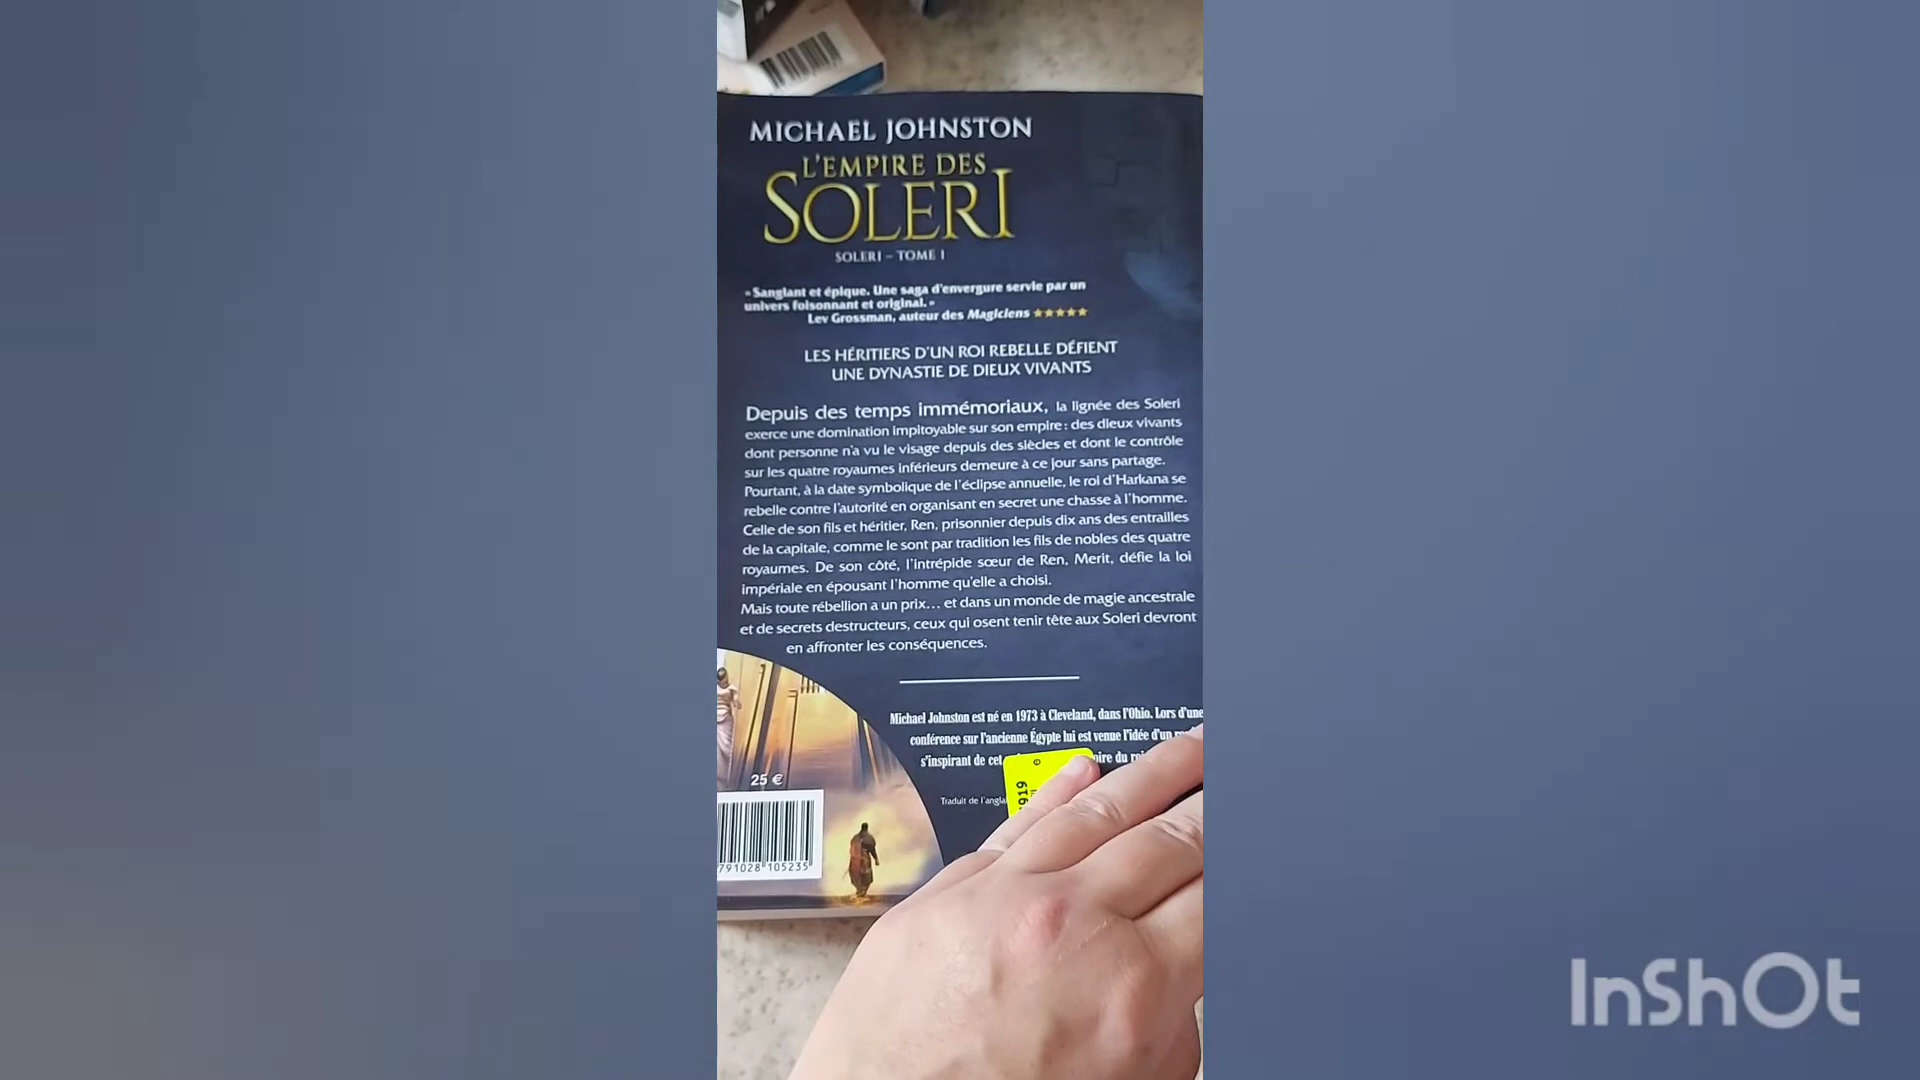 MICHAEL JOHNSTON
L'EMPIRE DES
SOLERI
SOLERI – TOME I
« Sanglant et épique. Une saga d'envergure servie par un
univers foisonnant et original. »
Lev Grossman, auteur des Magiciens ★★★★★
LES HÉRITIERS D'UN ROI REBELLE DÉFIENT
UNE DYNASTIE DE DIEUX VIVANTS
Depuis des temps immémoriaux, la lignée des Soleri
exerce une domination impitoyable sur son empire : des dieux vivants
dont personne n'a vu le visage depuis des siècles et dont le contrôle
sur les quatre royaumes inférieurs demeure à ce jour sans partage.
Pourtant, à la date symbolique de l'éclipse annuelle, le roi d'Harkana se
rebelle contre l'autorité en organisant en secret une chasse à l'homme.
Celle de son fils et héritier, Ren, prisonnier depuis dix ans des entrailles
de la capitale, comme le sont par tradition les fils de nobles des quatre
royaumes. De son côté, l'intrépide sœur de Ren, Merit, défie la loi
impériale en épousant l'homme qu'elle a choisi.
Mais toute rébellion a un prix… et dans un monde de magie ancestrale
et de secrets destructeurs, ceux qui osent tenir tête aux Soleri devront
en affronter les conséquences.
Michael Johnston est né en 1973 à Cleveland, dans l'Ohio. Lors d'une
conférence sur l'ancienne Égypte lui est venue l'idée d'un
s'inspirant de cet
du
Traduit de l'anglai
25 €
791028 105235
919
InShOt